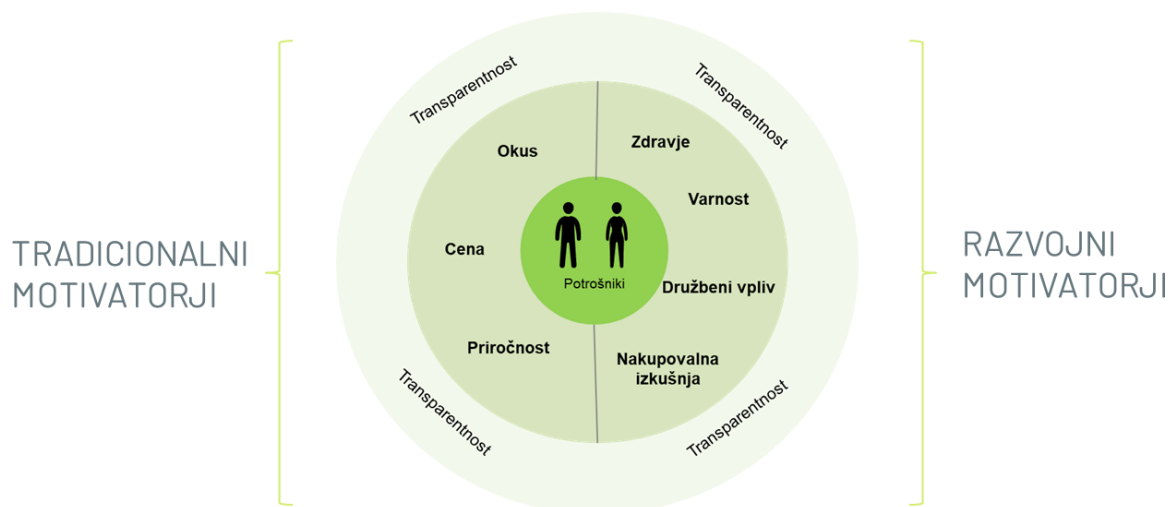 TRADICIONALNI
MOTIVATORJI
Transparentnost
Transparentnost
Okus
Cena
Priročnost
Potrošniki
Zdravje
Varnost
Družbeni vpliv
Nakupovalna
izkušnja
Transparentnost
Transparentnost
RAZVOJNI
MOTIVATORJI